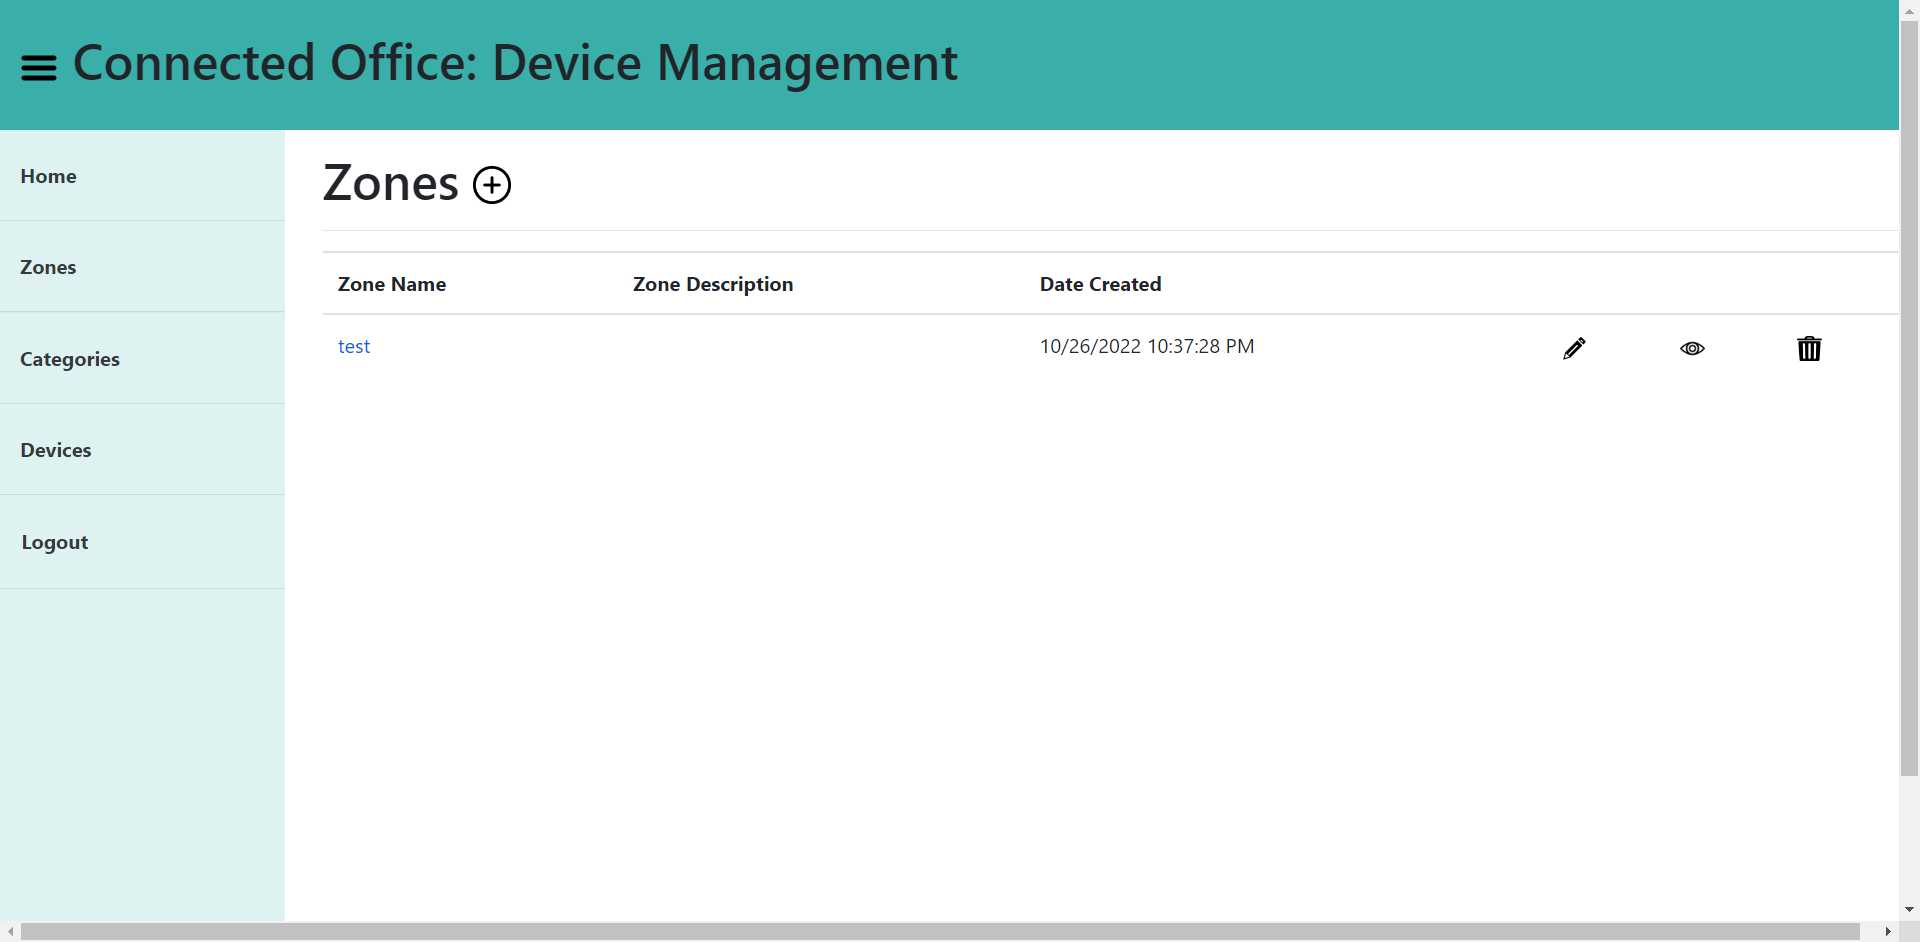 Connected Office: Device Management
Home
Zones
Categories
Devices
Logout
Zones
Zone Name Zone Description Date Created
test 10/26/2022 10:37:28 PM